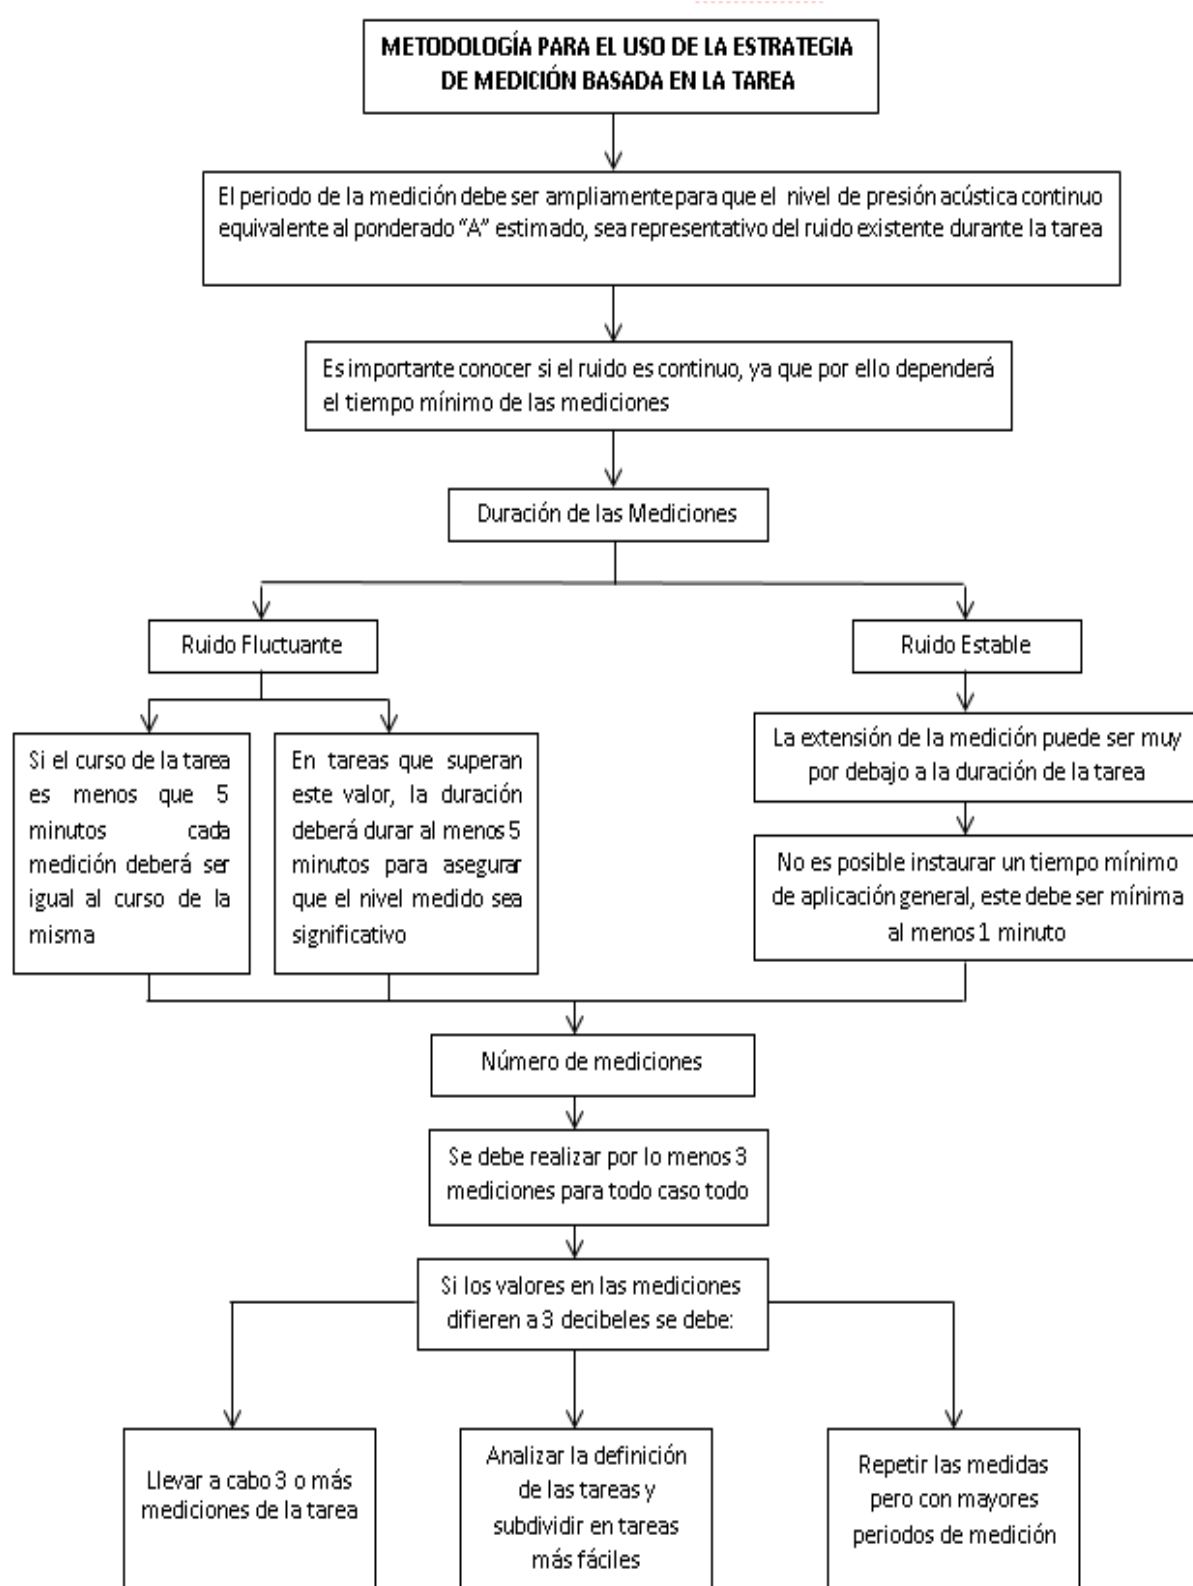 METODOLOGÍA PARA EL USO DE LA ESTRATEGIA
DE MEDICIÓN BASADA EN LA TAREA
El periodo de la medición debe ser ampliamente para que el nivel de presión acústica continuo
equivalente al ponderado “A” estimado, sea representativo del ruido existente durante la tarea
Es importante conocer si el ruido es continuo, ya que por ello dependerá
el tiempo mínimo de las mediciones
Duración de las Mediciones
Ruido Fluctuante
Ruido Estable
Si el curso de la tarea
es menos que 5
minutos cada
medición deberá ser
igual al curso de la
misma
En tareas que superan
este valor, la duración
deberá durar al menos 5
minutos para asegurar
que el nivel medido sea
significativo
La extensión de la medición puede ser muy
por debajo a la duración de la tarea
No es posible instaurar un tiempo mínimo
de aplicación general, este debe ser mínima
al menos 1 minuto
Número de mediciones
Se debe realizar por lo menos 3
mediciones para todo caso todo
Si los valores en las mediciones
difieren a 3 decibeles se debe:
Llevar a cabo 3 o más
mediciones de la tarea
Analizar la definición
de las tareas y
subdividir en tareas
más fáciles
Repetir las medidas
pero con mayores
periodos de medición